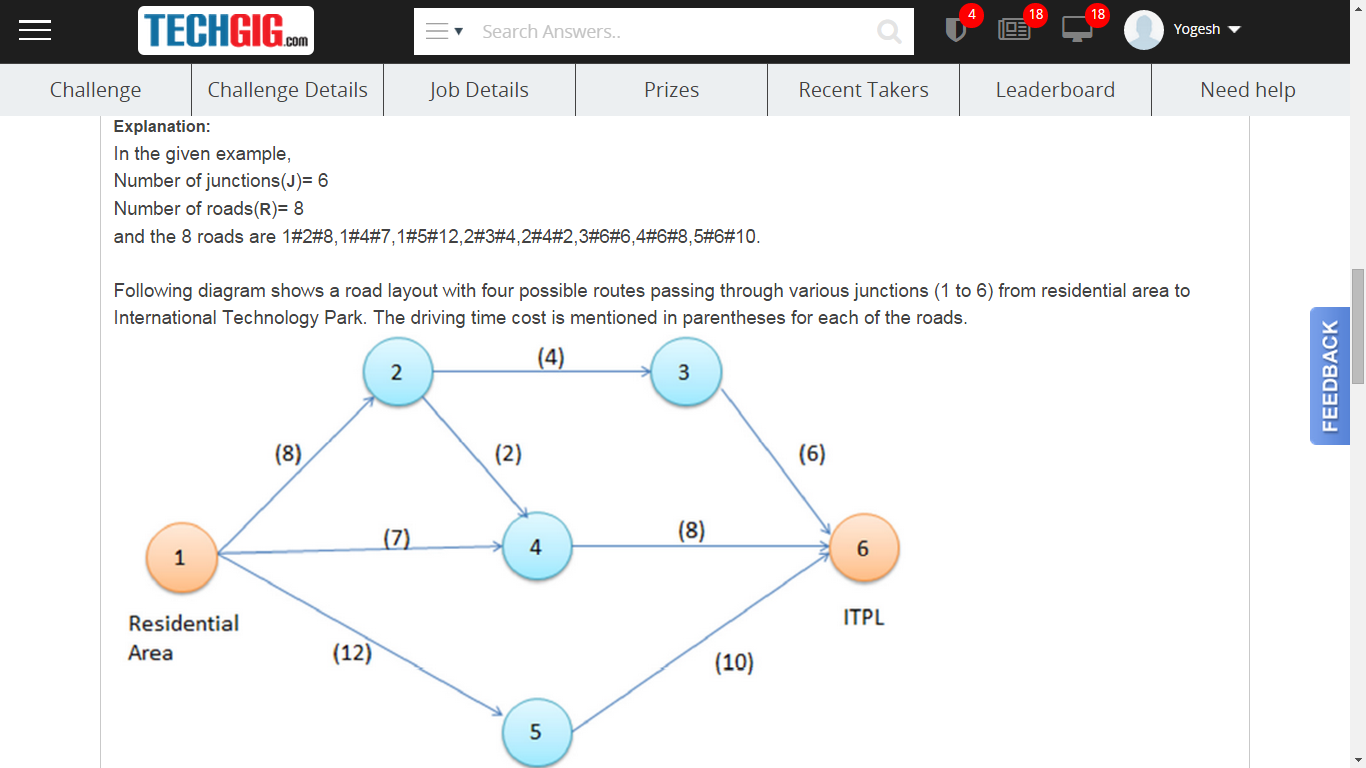 TECHGIG.com
Search Answers..
4
18
18
Yogesh
Challenge
Challenge Details
Job Details
Prizes
Recent Takers
Leaderboard
Need help
Explanation:
In the given example,
Number of junctions(J)= 6
Number of roads(R)= 8
and the 8 roads are 1#2#8,1#4#7,1#5#12,2#3#4,2#4#2,3#6#6,4#6#8,5#6#10.
Following diagram shows a road layout with four possible routes passing through various junctions (1 to 6) from residential area to
International Technology Park. The driving time cost is mentioned in parentheses for each of the roads.
(4)
2
3
(8)
(2)
(6)
(7)
(8)
1
4
6
Residential
Area
ITPL
(12)
(10)
5
FEEDBACK